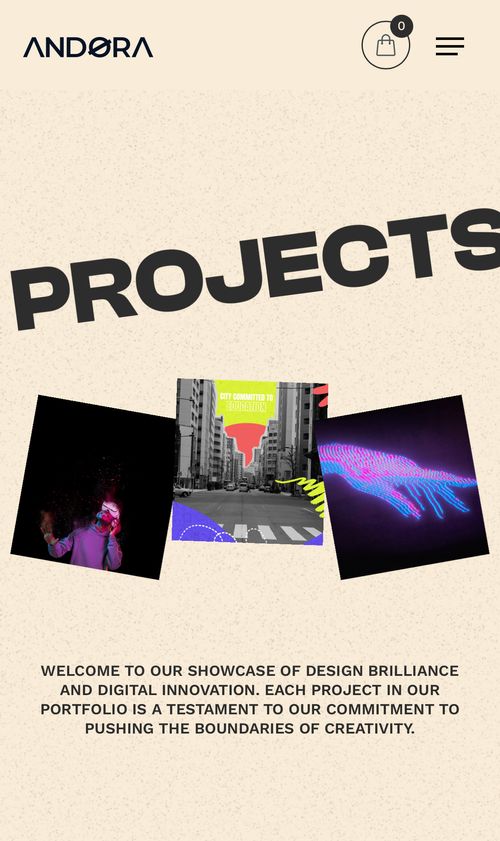 ANDØRA
0
PROJECTS
CITY COMMITTED TO
EDUCATION
WELCOME TO OUR SHOWCASE OF DESIGN BRILLIANCE
AND DIGITAL INNOVATION. EACH PROJECT IN OUR
PORTFOLIO IS A TESTAMENT TO OUR COMMITMENT TO
PUSHING THE BOUNDARIES OF CREATIVITY.